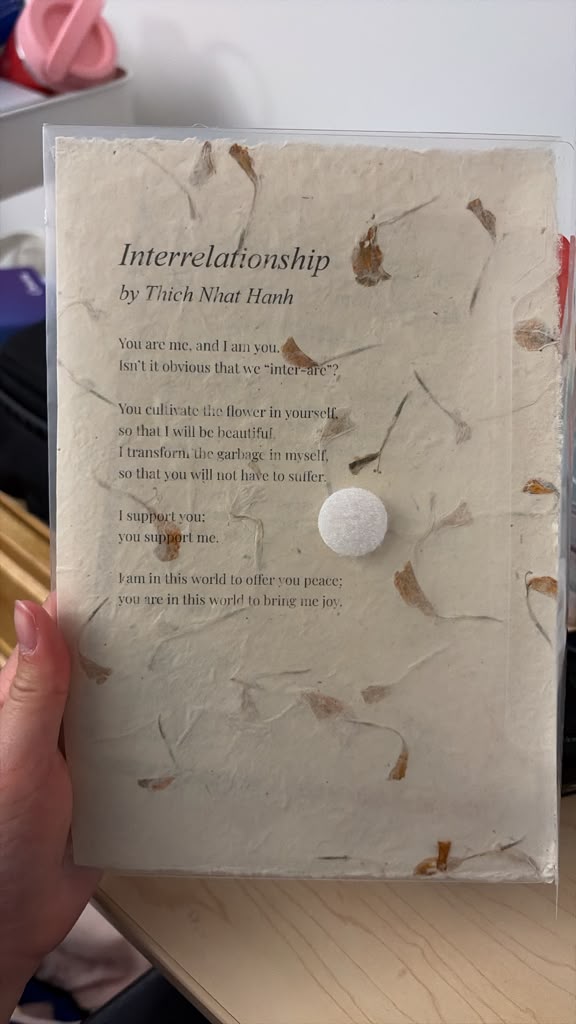 Interrelationship
by Thich Nhat Hanh
You are me, and I am you.
Isn't it obvious that we “inter-are”?
You cultivate the flower in yourself,
so that I will be beautiful.
I transform the garbage in myself,
so that you will not have to suffer.
I support you;
you support me.
I am in this world to offer you peace;
you are in this world to bring me joy.